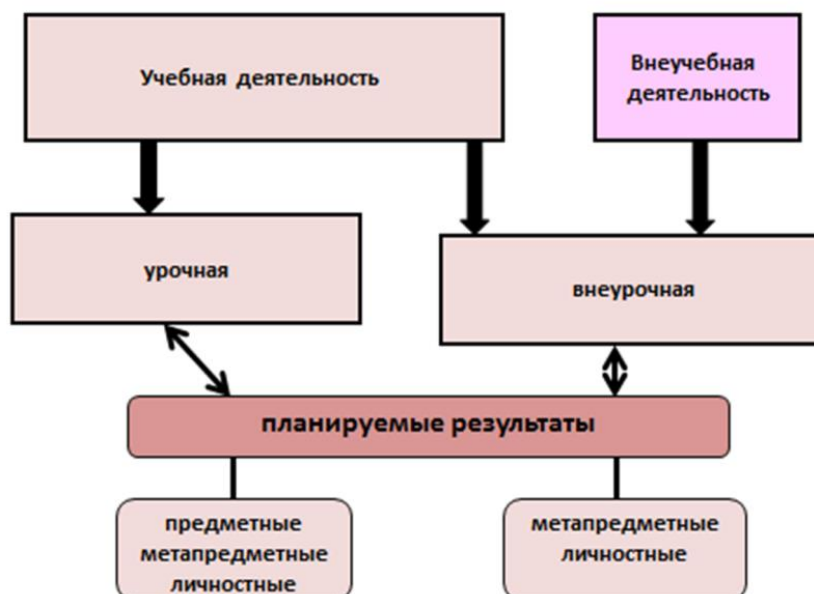 Учебная деятельность
Внеучебная
деятельность
урочная
внеурочная
планируемые результаты
предметные
метапредметные
личностные
метапредметные
личностные